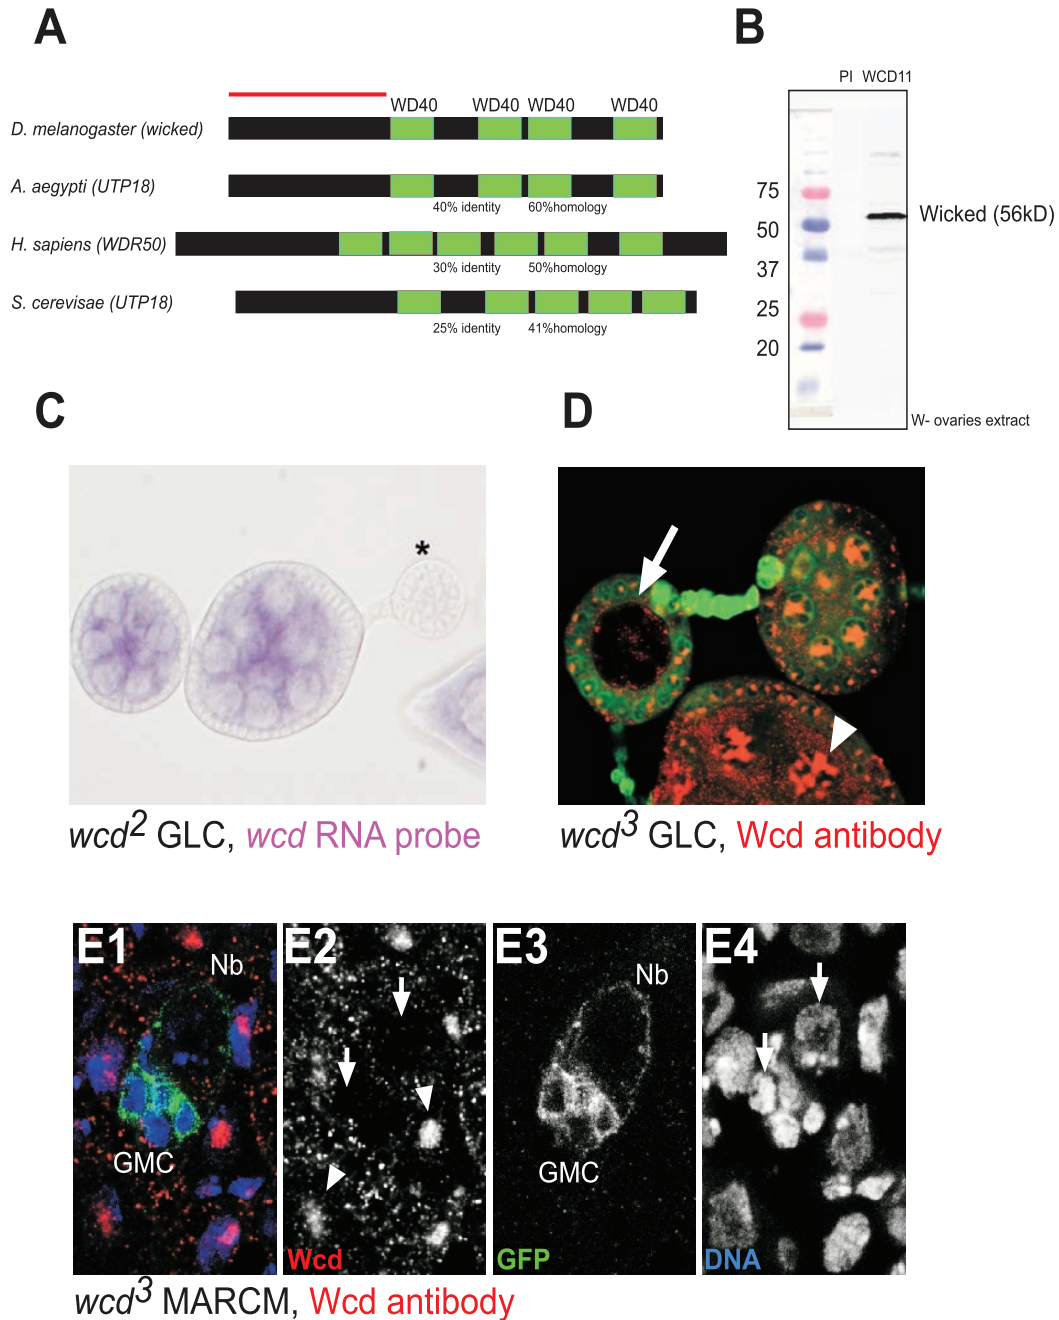 A
WD40 WD40 WD40 WD40
D. melanogaster (wicked)
A. aegypti (UTP18)
40% identity 60%homology
H. sapiens (WDR50)
30% identity 50%homology
S. cerevisae (UTP18)
25% identity 41%homology
B
PI WCD11
75
50
37
25
20
Wicked (56kD)
W- ovaries extract
C
*
wcd2 GLC, wcd RNA probe
D
wcd3 GLC, Wcd antibody
E1
Nb
GMC
E2
Wcd
E3
Nb
GMC
GFP
E4
DNA
wcd3 MARCM, Wcd antibody